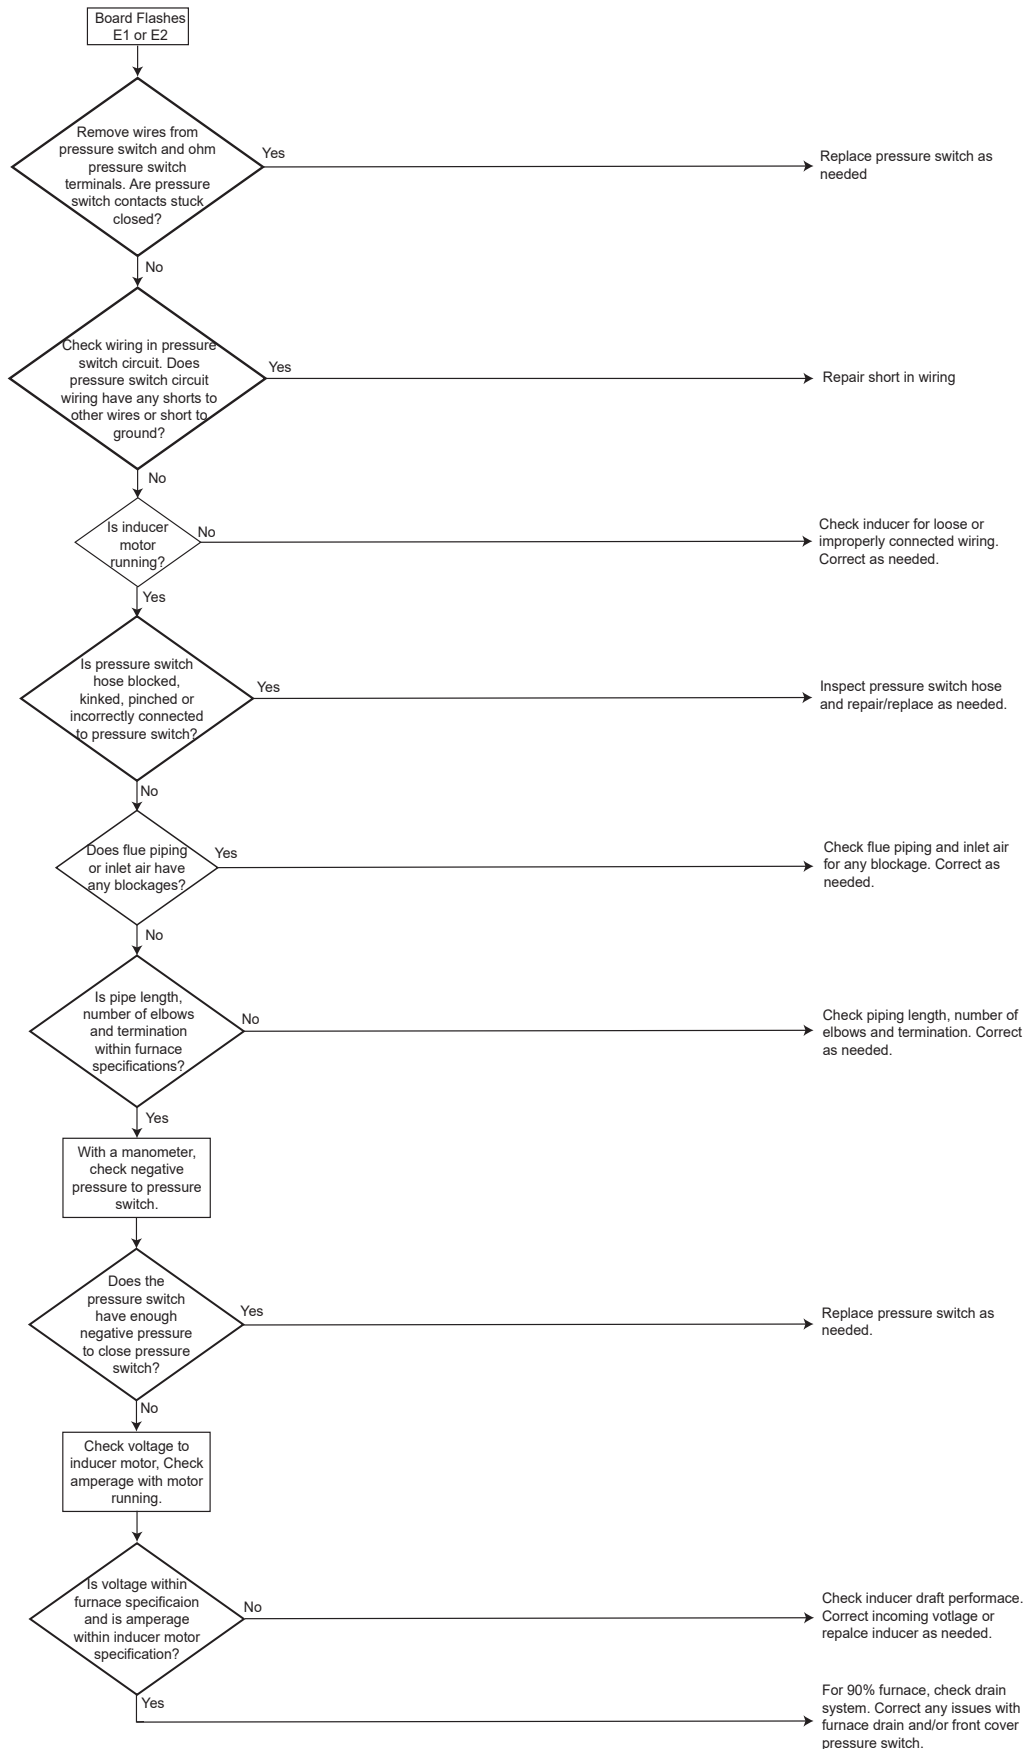 Board Flashes
E1 or E2
Remove wires from
pressure switch and ohm
pressure switch
terminals. Are pressure
switch contacts stuck
closed?
Yes
Replace pressure switch as
needed
No
Check wiring in pressure
switch circuit. Does
pressure switch circuit
wiring have any shorts to
other wires or short to
ground?
Yes
Repair short in wiring
No
Is inducer
motor
running?
No
Check inducer for loose or
improperly connected wiring.
Correct as needed.
Yes
Is pressure switch
hose blocked,
kinked, pinched or
incorrectly connected
to pressure switch?
Yes
Inspect pressure switch hose
and repair/replace as needed.
No
Does flue piping
or inlet air have
any blockages?
Yes
Check flue piping and inlet air
for any blockage. Correct as
needed.
No
Is pipe length,
number of elbows
and termination
within furnace
specifications?
No
Check piping length, number of
elbows and termination. Correct
as needed.
Yes
With a manometer,
check negative
pressure to pressure
switch.
Does the
pressure switch
have enough
negative pressure
to close pressure
switch?
Yes
Replace pressure switch as
needed.
No
Check voltage to
inducer motor, Check
amperage with motor
running.
Is voltage within
furnace specificaion
and is amperage
within inducer motor
specification?
No
Check inducer draft performace.
Correct incoming votlage or
repalce inducer as needed.
Yes
For 90% furnace, check drain
system. Correct any issues with
furnace drain and/or front cover
pressure switch.